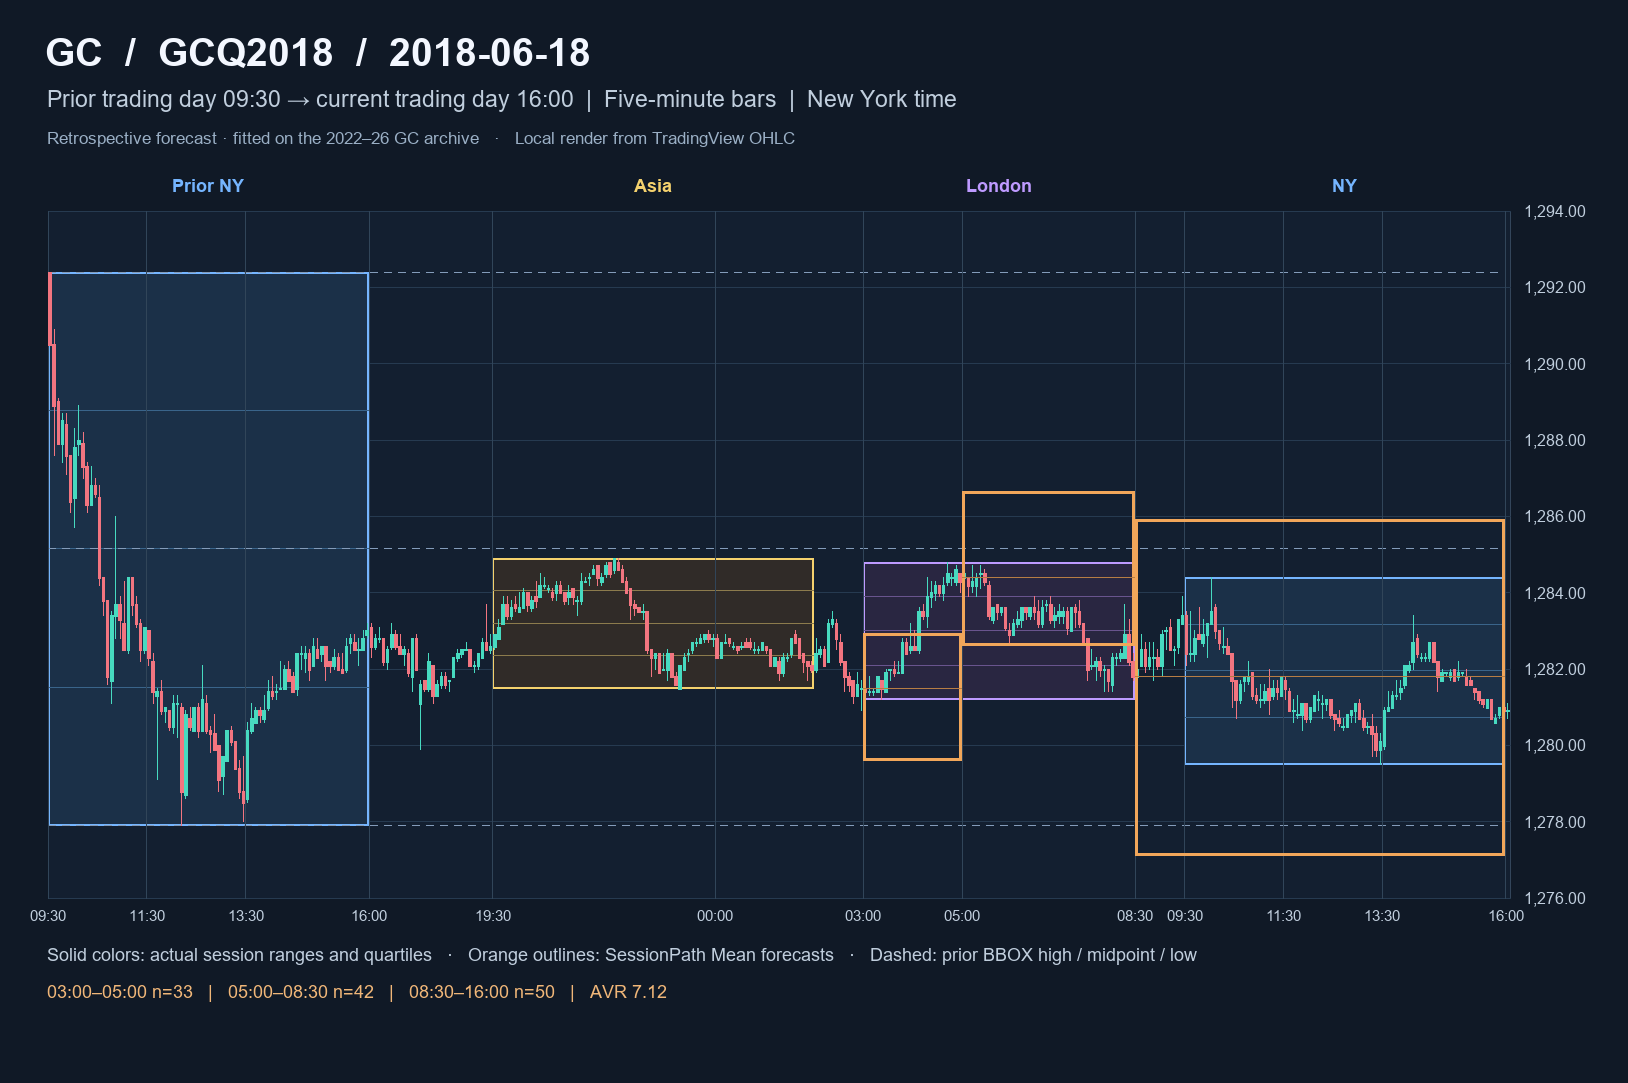 GC / GCQ2018 / 2018-06-18
Prior trading day 09:30 → current trading day 16:00 | Five-minute bars | New York time
Retrospective forecast · fitted on the 2022–26 GC archive · Local render from TradingView OHLC
Prior NY Asia London NY
1,294.00
1,292.00
1,290.00
1,288.00
1,286.00
1,284.00
1,282.00
1,280.00
1,278.00
1,276.00
09:30 11:30 13:30 16:00 19:30 00:00 03:00 05:00 08:30 09:30 11:30 13:30 16:00
Solid colors: actual session ranges and quartiles · Orange outlines: SessionPath Mean forecasts · Dashed: prior BBOX high / midpoint / low
03:00–05:00 n=33 | 05:00–08:30 n=42 | 08:30–16:00 n=50 | AVR 7.12